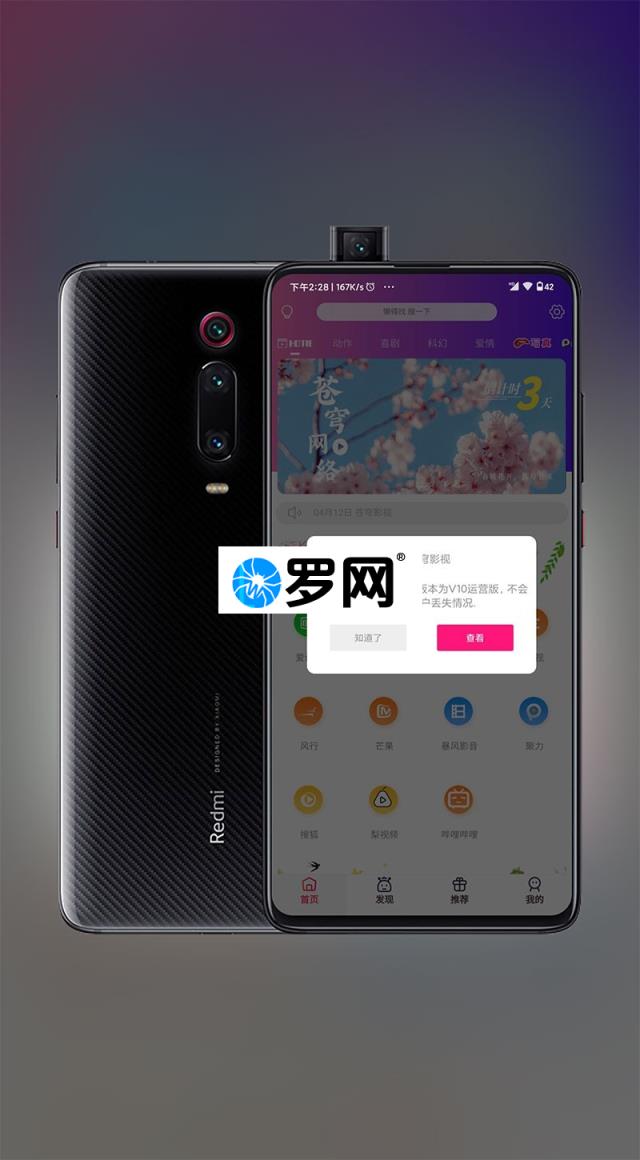 下午2:28 | 167K/s
42
懒得找 搜一下
HOME
动作
喜剧
科幻
爱情
写真
苍穹
网络
倒计时3天
04月12日 苍穹影视
穹影视
版本为V10运营版，不会
户丢失情况.
罗网®
知道了
查看
风行
芒果
暴风影音
聚力
搜狐
梨视频
哔哩哔哩
首页
发现
推荐
我的
Redmi
DESIGNED BY XIAOMI